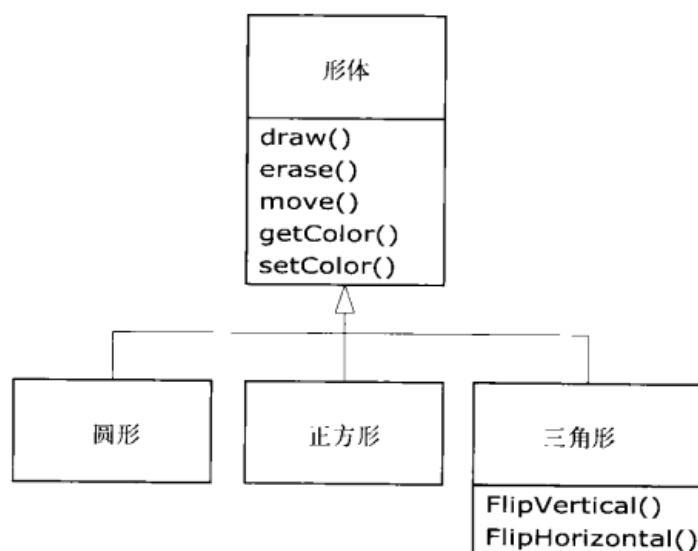 形体
draw()
erase()
move()
getColor()
setColor()
圆形
正方形
三角形
FlipVertical()
FlipHorizontal()